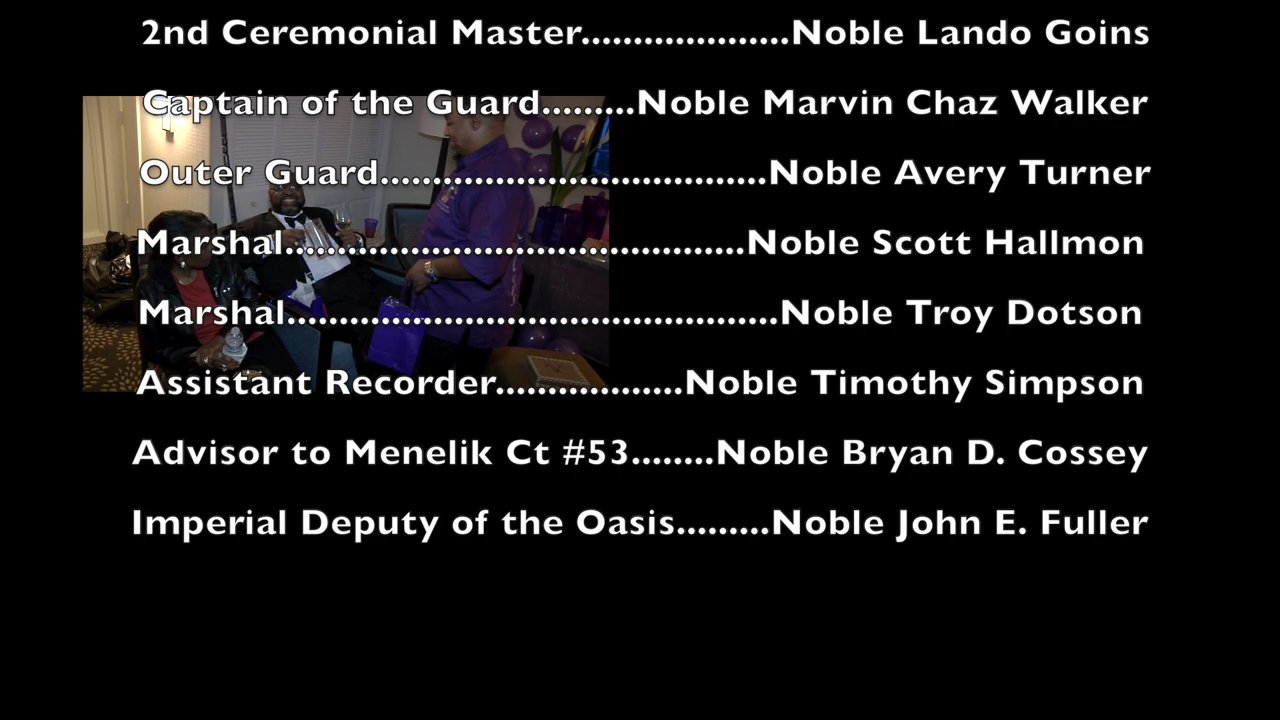 2nd Ceremonial Master....................Noble Lando Goins
Captain of the Guard.........Noble Marvin Chaz Walker
Outer Guard.....................................Noble Avery Turner
Marshal............................................Noble Scott Hallmon
Marshal...............................................Noble Troy Dotson
Assistant Recorder..................Noble Timothy Simpson
Advisor to Menelik Ct #53........Noble Bryan D. Cossey
Imperial Deputy of the Oasis.........Noble John E. Fuller